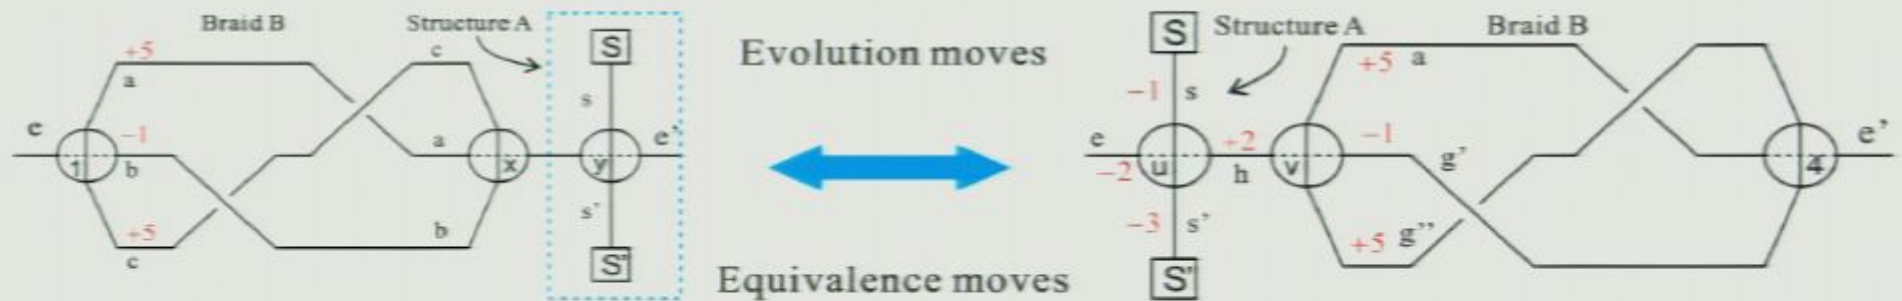 Braid B
Structure A
+5
a
c
S
s
e
1
-1
b
a
x
y
e'
s'
+5
c
b
S'
Evolution moves
Equivalence moves
S
Structure A
Braid B
+5 a
-1 s
e
-2
u
+2
h
v
-1
g'
4
e'
-3 s'
+5 g''
S'